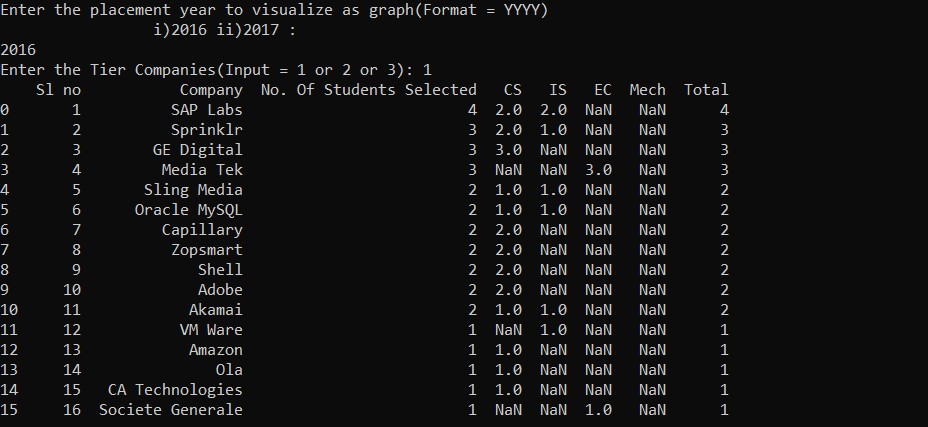 Enter the placement year to visualize as graph(Format = YYYY)
i)2016 ii)2017 :
2016
Enter the Tier Companies(Input = 1 or 2 or 3): 1
Sl no Company No. Of Students Selected CS IS EC Mech Total
0 1 SAP Labs 4 2.0 2.0 NaN NaN 4
1 2 Sprinklr 3 2.0 1.0 NaN NaN 3
2 3 GE Digital 3 3.0 NaN NaN NaN 3
3 4 Media Tek 3 NaN NaN 3.0 NaN 3
4 5 Sling Media 2 1.0 1.0 NaN NaN 2
5 6 Oracle MySQL 2 1.0 1.0 NaN NaN 2
6 7 Capillary 2 2.0 NaN NaN NaN 2
7 8 Zopsmart 2 2.0 NaN NaN NaN 2
8 9 Shell 2 2.0 NaN NaN NaN 2
9 10 Adobe 2 2.0 NaN NaN NaN 2
10 11 Akamai 2 1.0 1.0 NaN NaN 2
11 12 VM Ware 1 NaN 1.0 NaN NaN 1
12 13 Amazon 1 1.0 NaN NaN NaN 1
13 14 Ola 1 1.0 NaN NaN NaN 1
14 15 CA Technologies 1 1.0 NaN NaN NaN 1
15 16 Societe Generale 1 NaN NaN 1.0 NaN 1